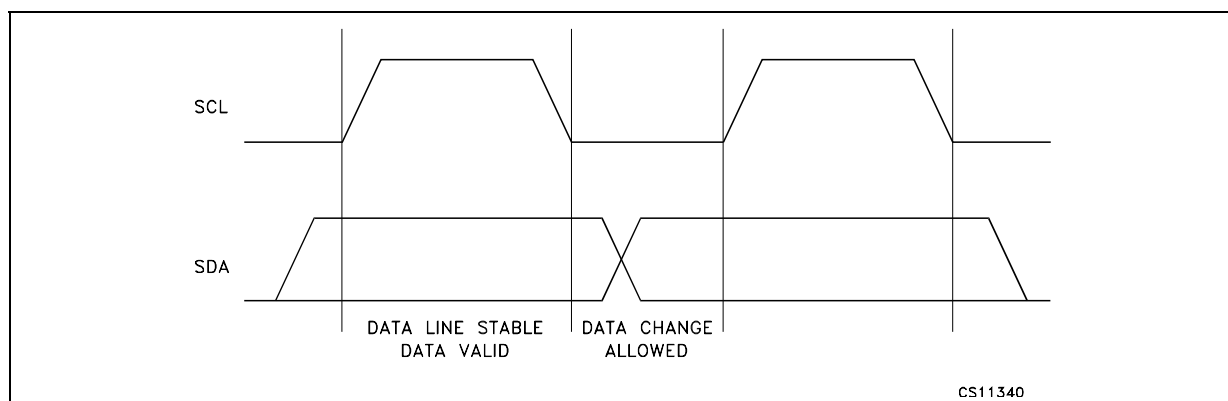 SCL
SDA
DATA LINE STABLE
DATA VALID
DATA CHANGE
ALLOWED
CS11340